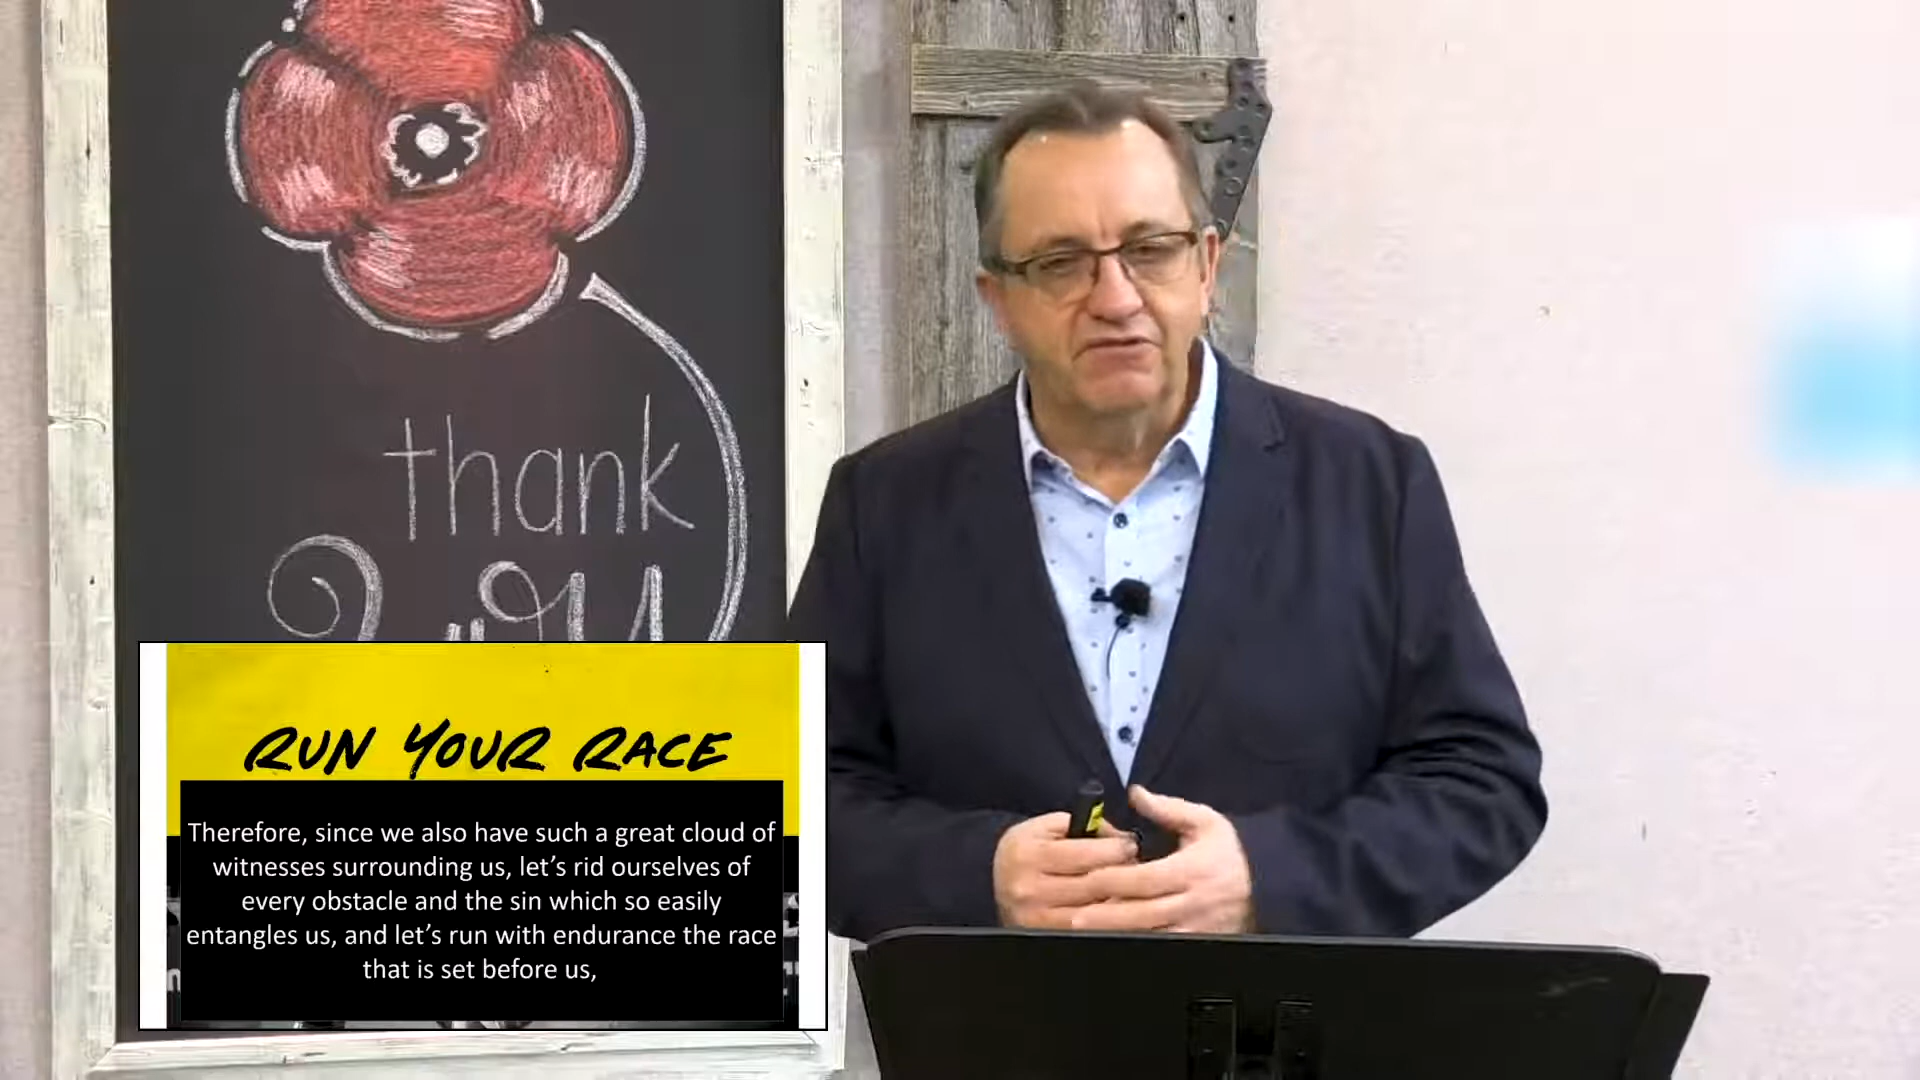 thank
you
RUN YOUR RACE
Therefore, since we also have such a great cloud of
witnesses surrounding us, let’s rid ourselves of
every obstacle and the sin which so easily
entangles us, and let’s run with endurance the race
that is set before us,